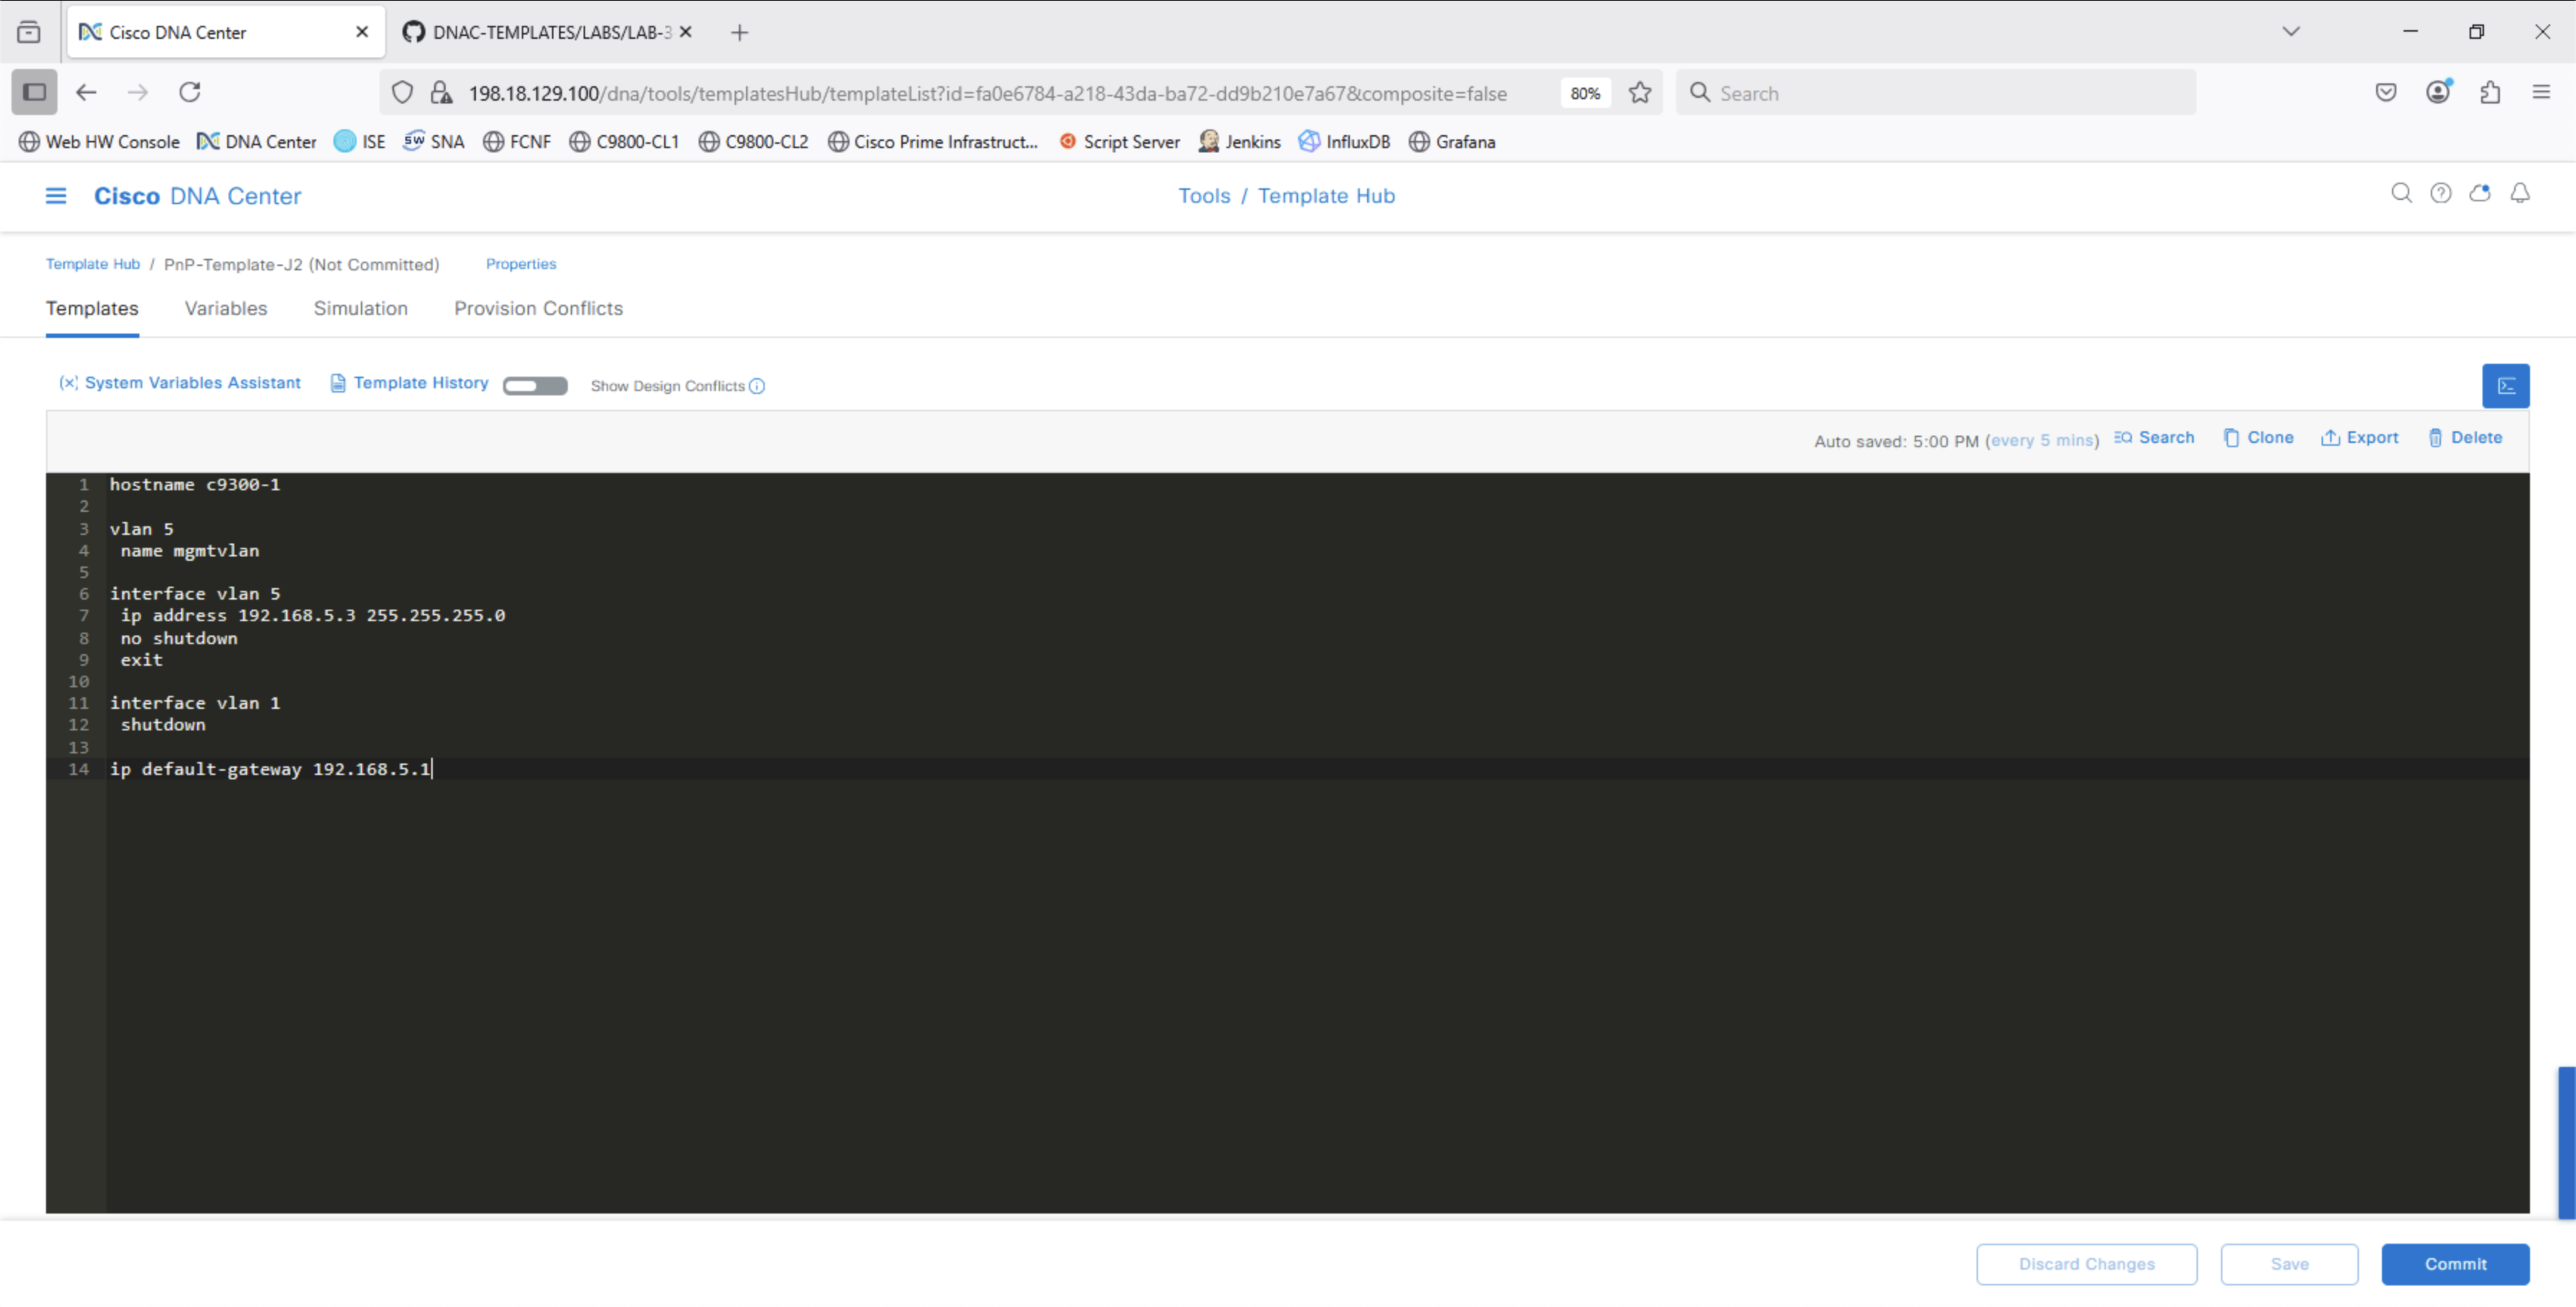 Cisco DNA Center
DNAC-TEMPLATES/LABS/LAB-3
198.18.129.100/dna/tools/templatesHub/templateList?id=fa0e6784-a218-43da-ba72-dd9b210e7a67&composite=false
80%
Search
Web HW Console DNA Center ISE SW SNA FCNF C9800-CL1 C9800-CL2 Cisco Prime Infrastruct... Script Server Jenkins InfluxDB Grafana
Cisco DNA Center
Tools / Template Hub
Template Hub / PnP-Template-J2 (Not Committed) Properties
Templates Variables Simulation Provision Conflicts
(×) System Variables Assistant Template History Show Design Conflicts
Auto saved: 5:00 PM (every 5 mins) Search Clone Export Delete
1 hostname c9300-1
2
3 vlan 5
4 name mgmtvlan
5
6 interface vlan 5
7 ip address 192.168.5.3 255.255.255.0
8 no shutdown
9 exit
10
11 interface vlan 1
12 shutdown
13
14 ip default-gateway 192.168.5.1
Discard Changes Save Commit